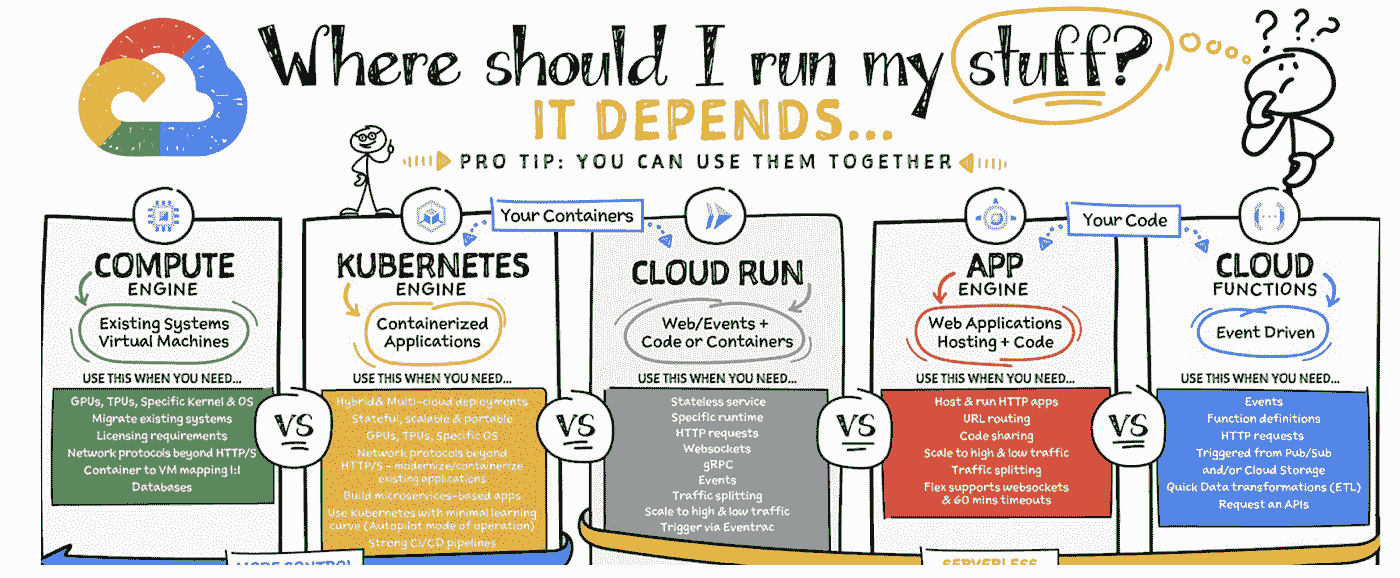 Where should I run my stuff?
IT DEPENDS...
PRO TIP: YOU CAN USE THEM TOGETHER
? ? ?
Your Containers
Your Code
COMPUTE
ENGINE
Existing Systems
Virtual Machines
USE THIS WHEN YOU NEED...
GPUs, TPUs, Specific Kernel & OS
Migrate existing systems
Licensing requirements
Network protocols beyond HTTP/S
Container to VM mapping 1:1
Databases
VS
KUBERNETES
ENGINE
Containerized
Applications
USE THIS WHEN YOU NEED...
Hybrid & Multi-cloud deployments
Stateful, scalable & portable
GPUs, TPUs, Specific OS
Network protocols beyond
HTTP/S - modernize/containerize
existing applications
Build microservices-based apps
Use Kubernetes with minimal learning
curve (Autopilot mode of operation)
Strong CI/CD pipelines
VS
CLOUD RUN
Web/Events +
Code or Containers
USE THIS WHEN YOU NEED...
Stateless service
Specific runtime
HTTP requests
Websockets
gRPC
Events
Traffic splitting
Scale to high & low traffic
Trigger via Eventrac
VS
APP
ENGINE
Web Applications
Hosting + Code
USE THIS WHEN YOU NEED...
Host & run HTTP apps
URL routing
Code sharing
Scale to high & low traffic
Traffic splitting
Flex supports websockets
& 60 mins timeouts
VS
CLOUD
FUNCTIONS
Event Driven
USE THIS WHEN YOU NEED...
Events
Function definitions
HTTP requests
Triggered from Pub/Sub
and/or Cloud Storage
Quick Data transformations (ETL)
Request an APIs
MORE CONTROL
SERVERLESS